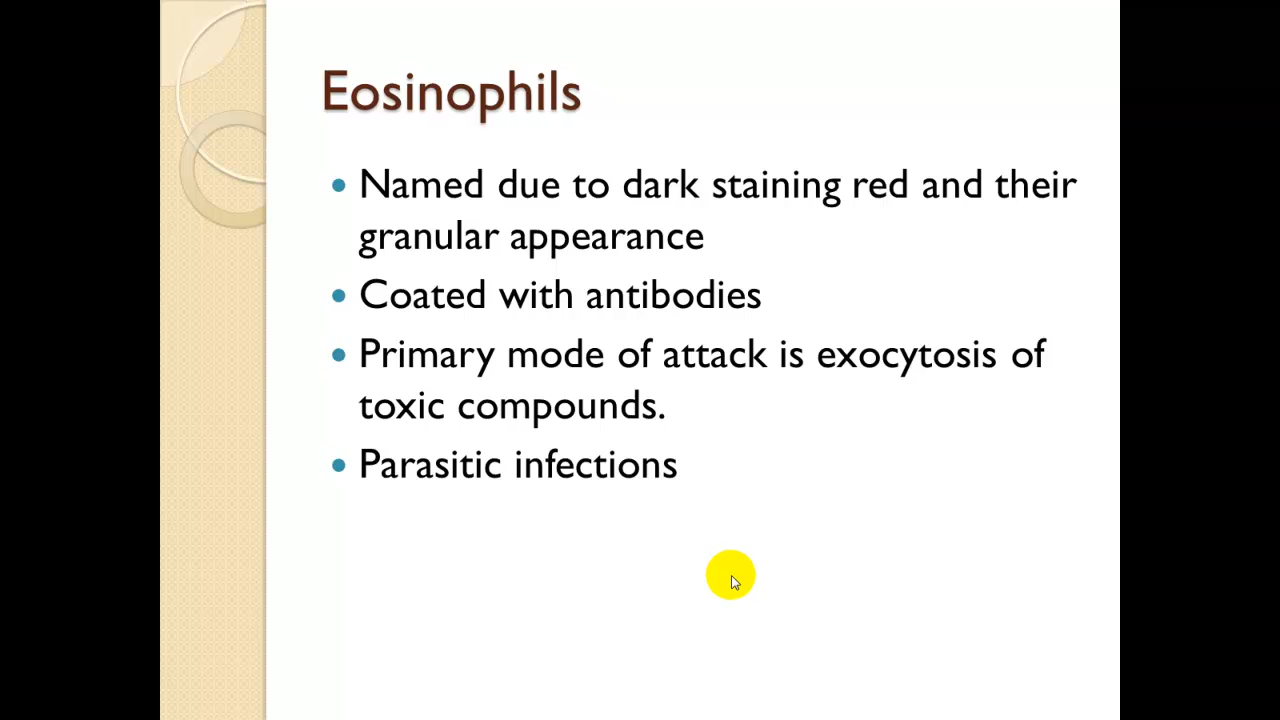 Eosinophils
• Named due to dark staining red and their
granular appearance
• Coated with antibodies
• Primary mode of attack is exocytosis of
toxic compounds.
• Parasitic infections